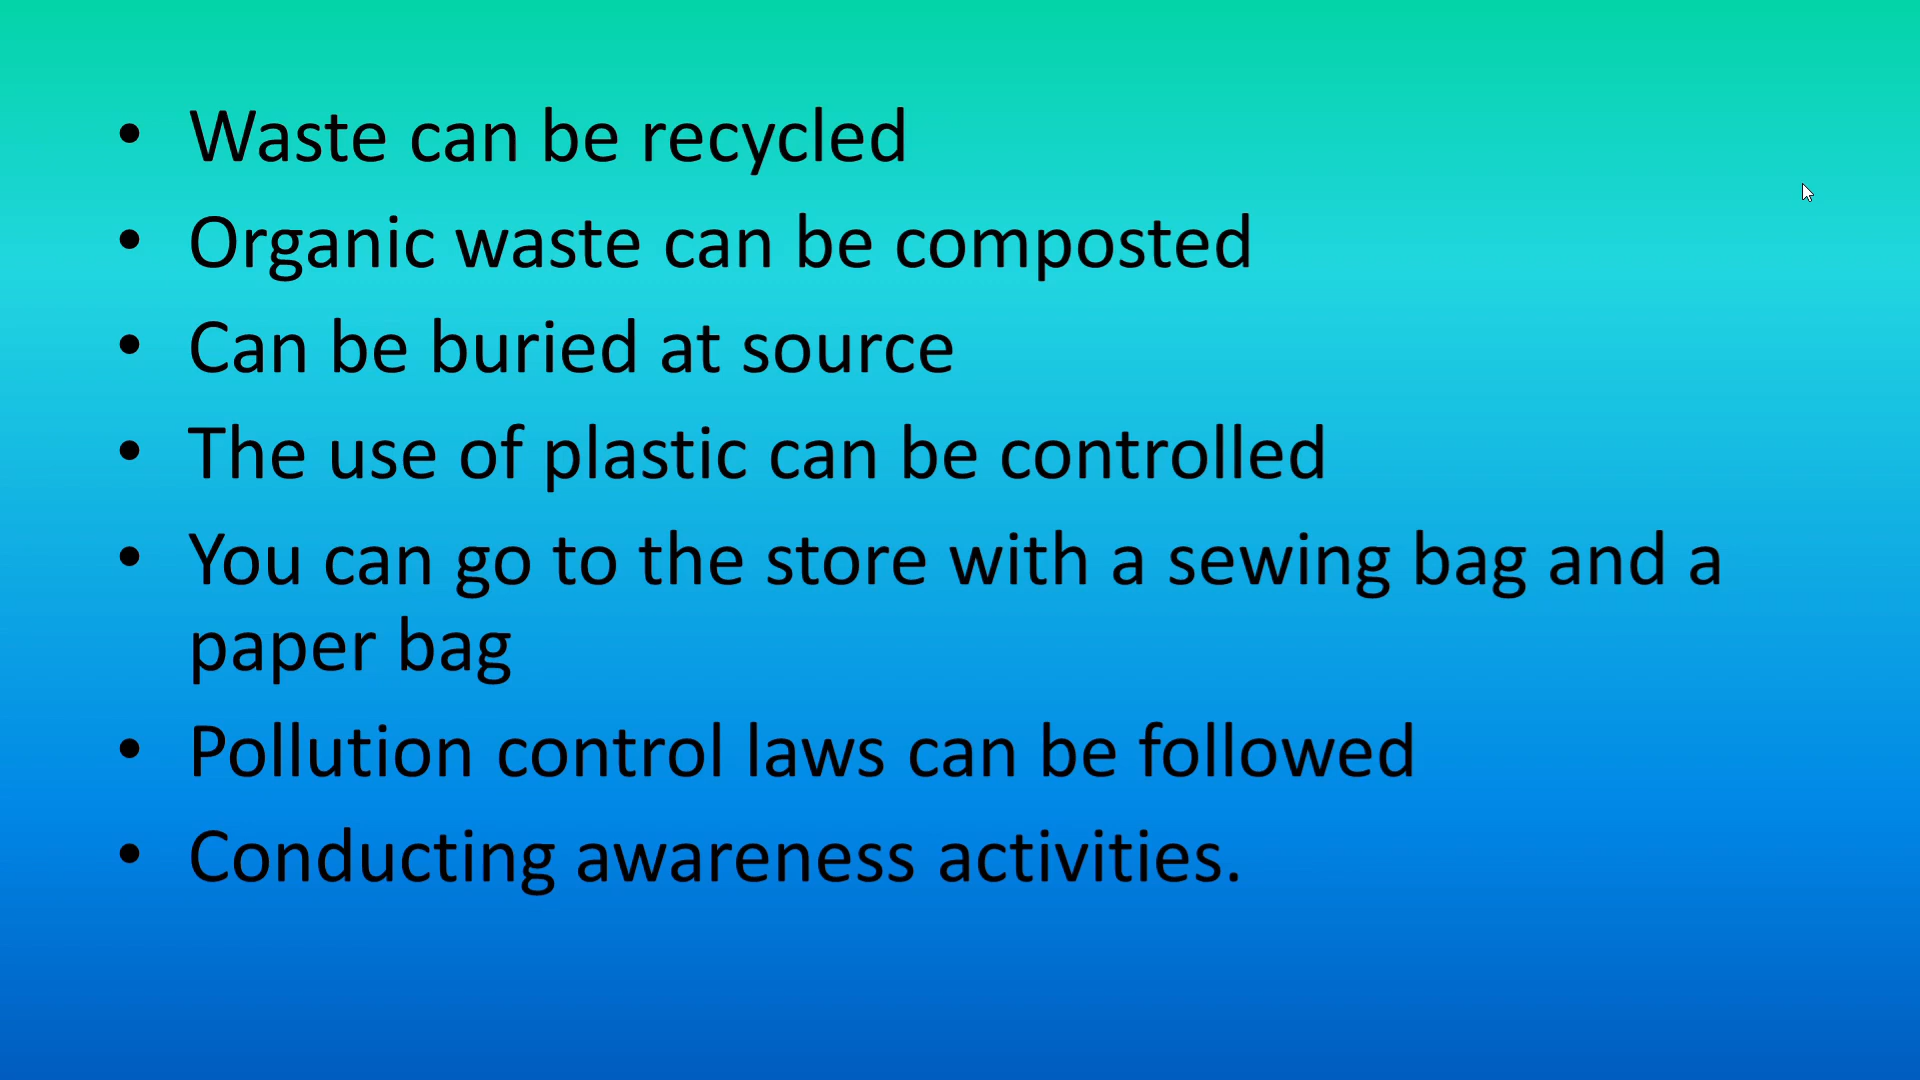 • Waste can be recycled
• Organic waste can be composted
• Can be buried at source
• The use of plastic can be controlled
• You can go to the store with a sewing bag and a
paper bag
• Pollution control laws can be followed
• Conducting awareness activities.